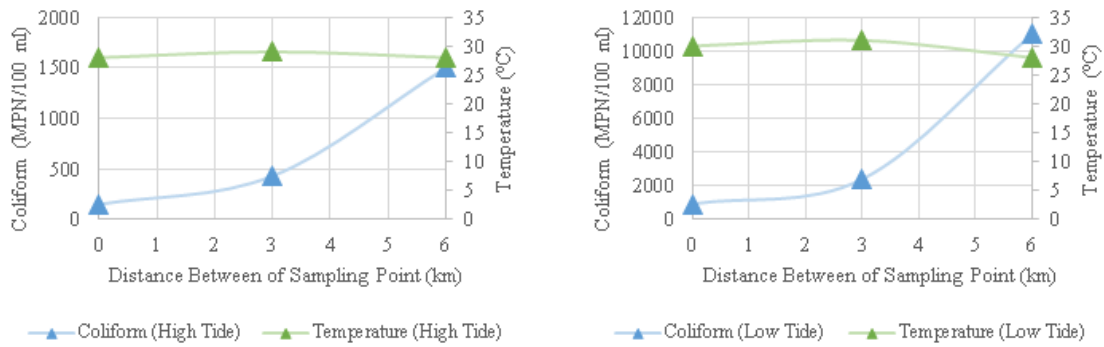 2000
1500
1000
500
0
Coliform (MPN/100 ml)
35
30
25
20
15
10
5
0
Temperature (ºC)
0 1 2 3 4 5 6
Distance Between of Sampling Point (km)
Coliform (High Tide) Temperature (High Tide)
12000
10000
8000
6000
4000
2000
0
Coliform (MPN/100 ml)
35
30
25
20
15
10
5
0
Temperature (ºC)
0 1 2 3 4 5 6
Distance Between of Sampling Point (km)
Coliform (Low Tide) Temperature (Low Tide)